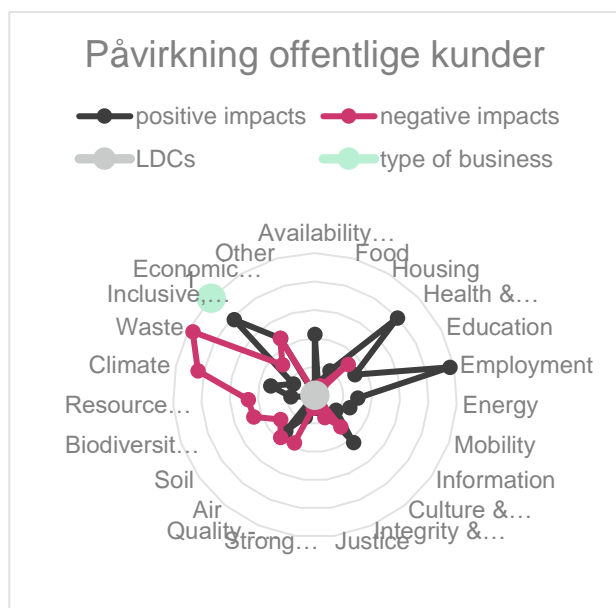 Påvirkning offentlige kunder
positive impacts
negative impacts
LDCs
type of business
Availability…
Food
Housing
Health &…
Education
Employment
Energy
Mobility
Information
Culture &…
Integrity &…
Justice
Strong…
Quality -…
Air
Soil
Biodiversit…
Resource…
Climate
Waste
Inclusive,…
Economic…
Other
1